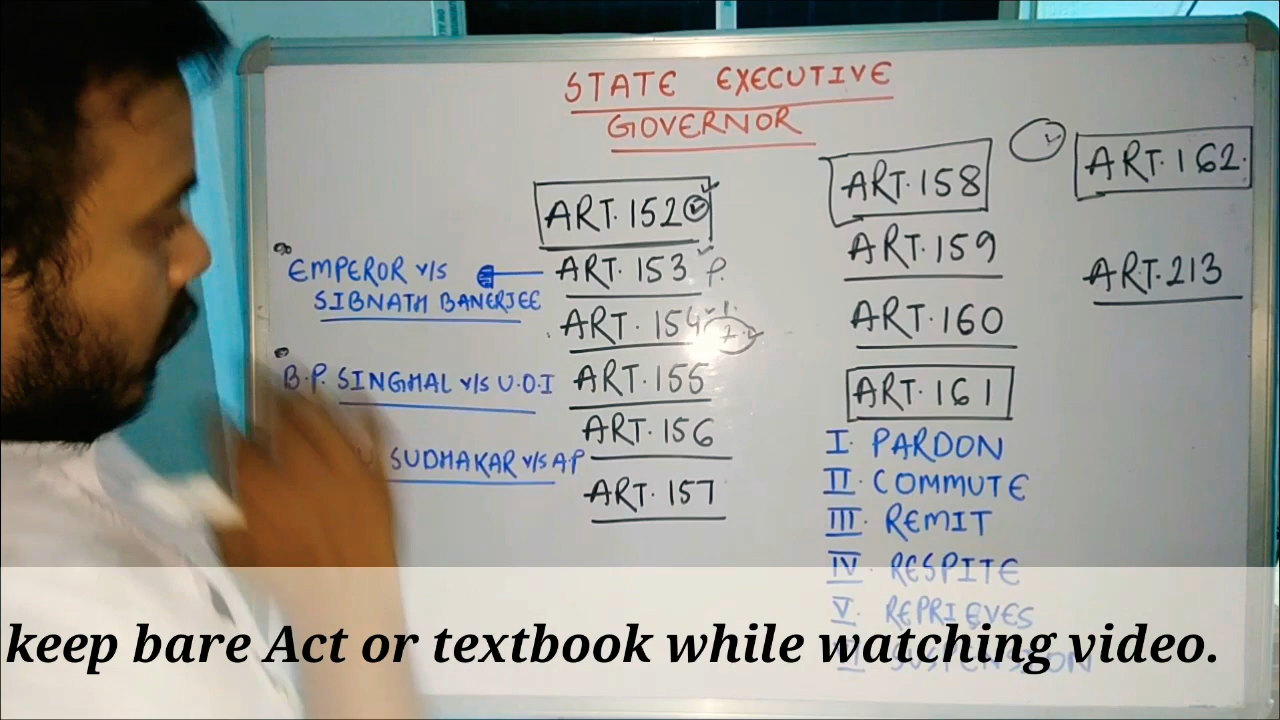 STATE EXECUTIVE
GOVERNOR
EMPEROR v/s
SIBNATH BANERJEE
B.P. SINGHAL v/s U.O.I
SUDHAKAR v/s A.P
ART. 152
ART. 153 P.
ART. 154
ART. 155
ART. 156
ART. 157
ART. 158
ART. 159
ART. 160
ART. 161
I. PARDON
II. COMMUTE
III. REMIT
IV. RESPITE
V. REPRIEVES
SUSPENSION
ART. 162.
ART. 213
keep bare Act or textbook while watching video.